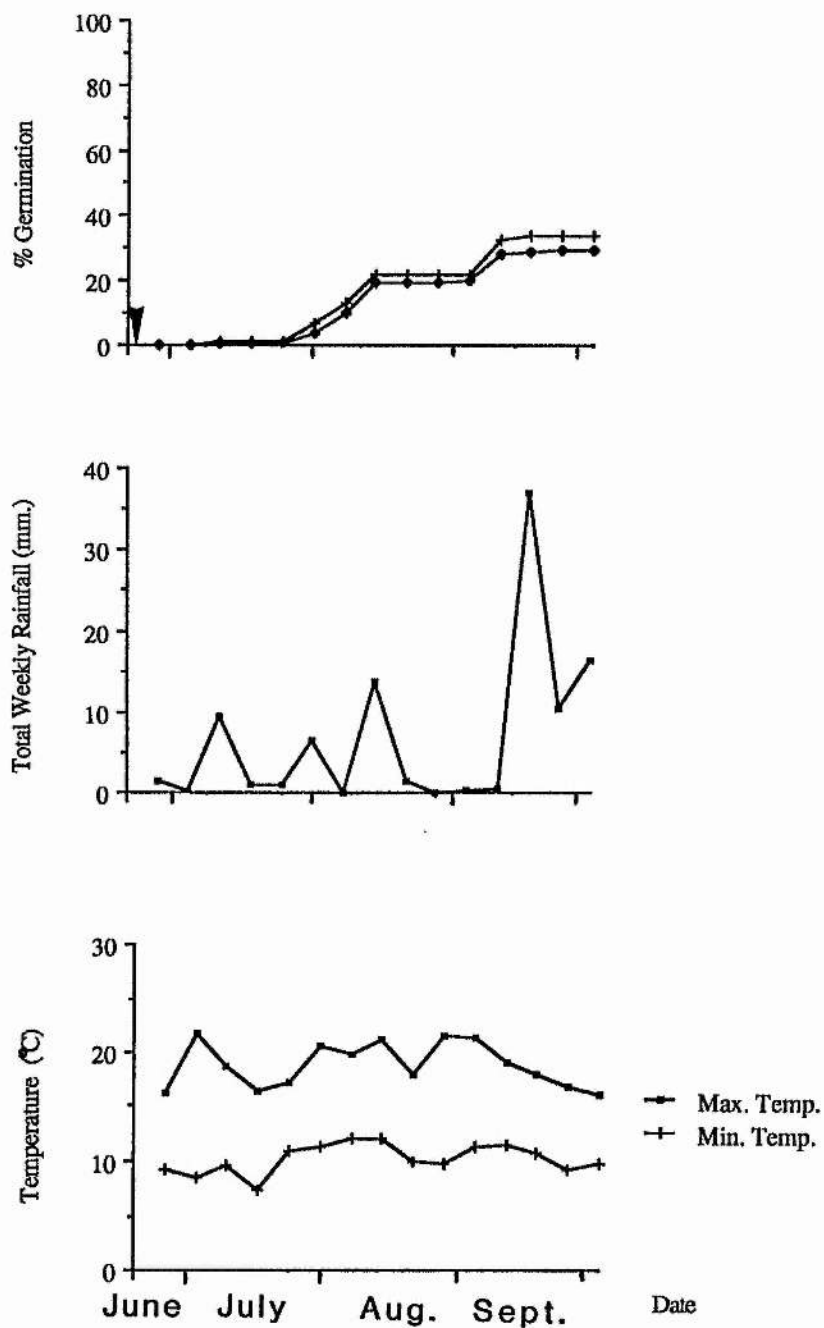 % Germination
100
80
60
40
20
0
Total Weekly Rainfall (mm.)
40
30
20
10
0
Temperature (°C)
30
20
10
0
Max. Temp.
Min. Temp.
June July Aug. Sept. Date